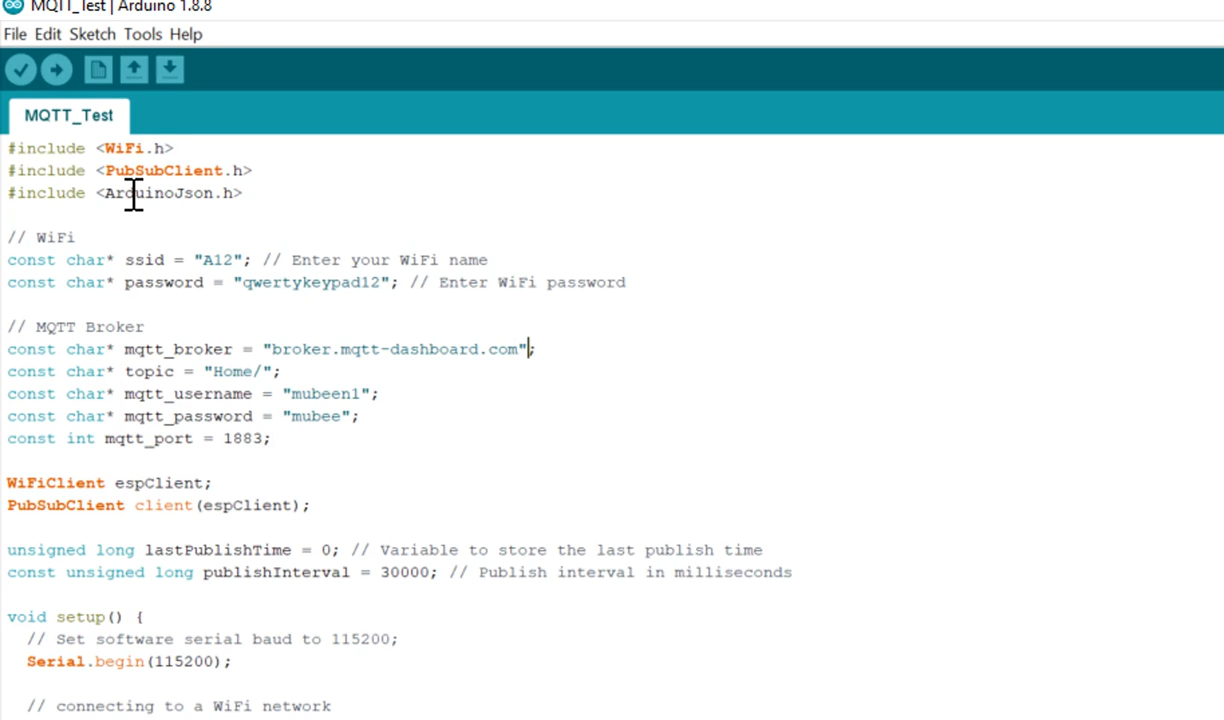 MQTT_Test | Arduino 1.8.8
File Edit Sketch Tools Help
MQTT_Test
#include <WiFi.h>
#include <PubSubClient.h>
#include <ArduinoJson.h>
// WiFi
const char* ssid = "A12"; // Enter your WiFi name
const char* password = "qwertykeypad12"; // Enter WiFi password
// MQTT Broker
const char* mqtt_broker = "broker.mqtt-dashboard.com";
const char* topic = "Home/";
const char* mqtt_username = "mubeen1";
const char* mqtt_password = "mubee";
const int mqtt_port = 1883;
WiFiClient espClient;
PubSubClient client(espClient);
unsigned long lastPublishTime = 0; // Variable to store the last publish time
const unsigned long publishInterval = 30000; // Publish interval in milliseconds
void setup() {
// Set software serial baud to 115200;
Serial.begin(115200);
// connecting to a WiFi network